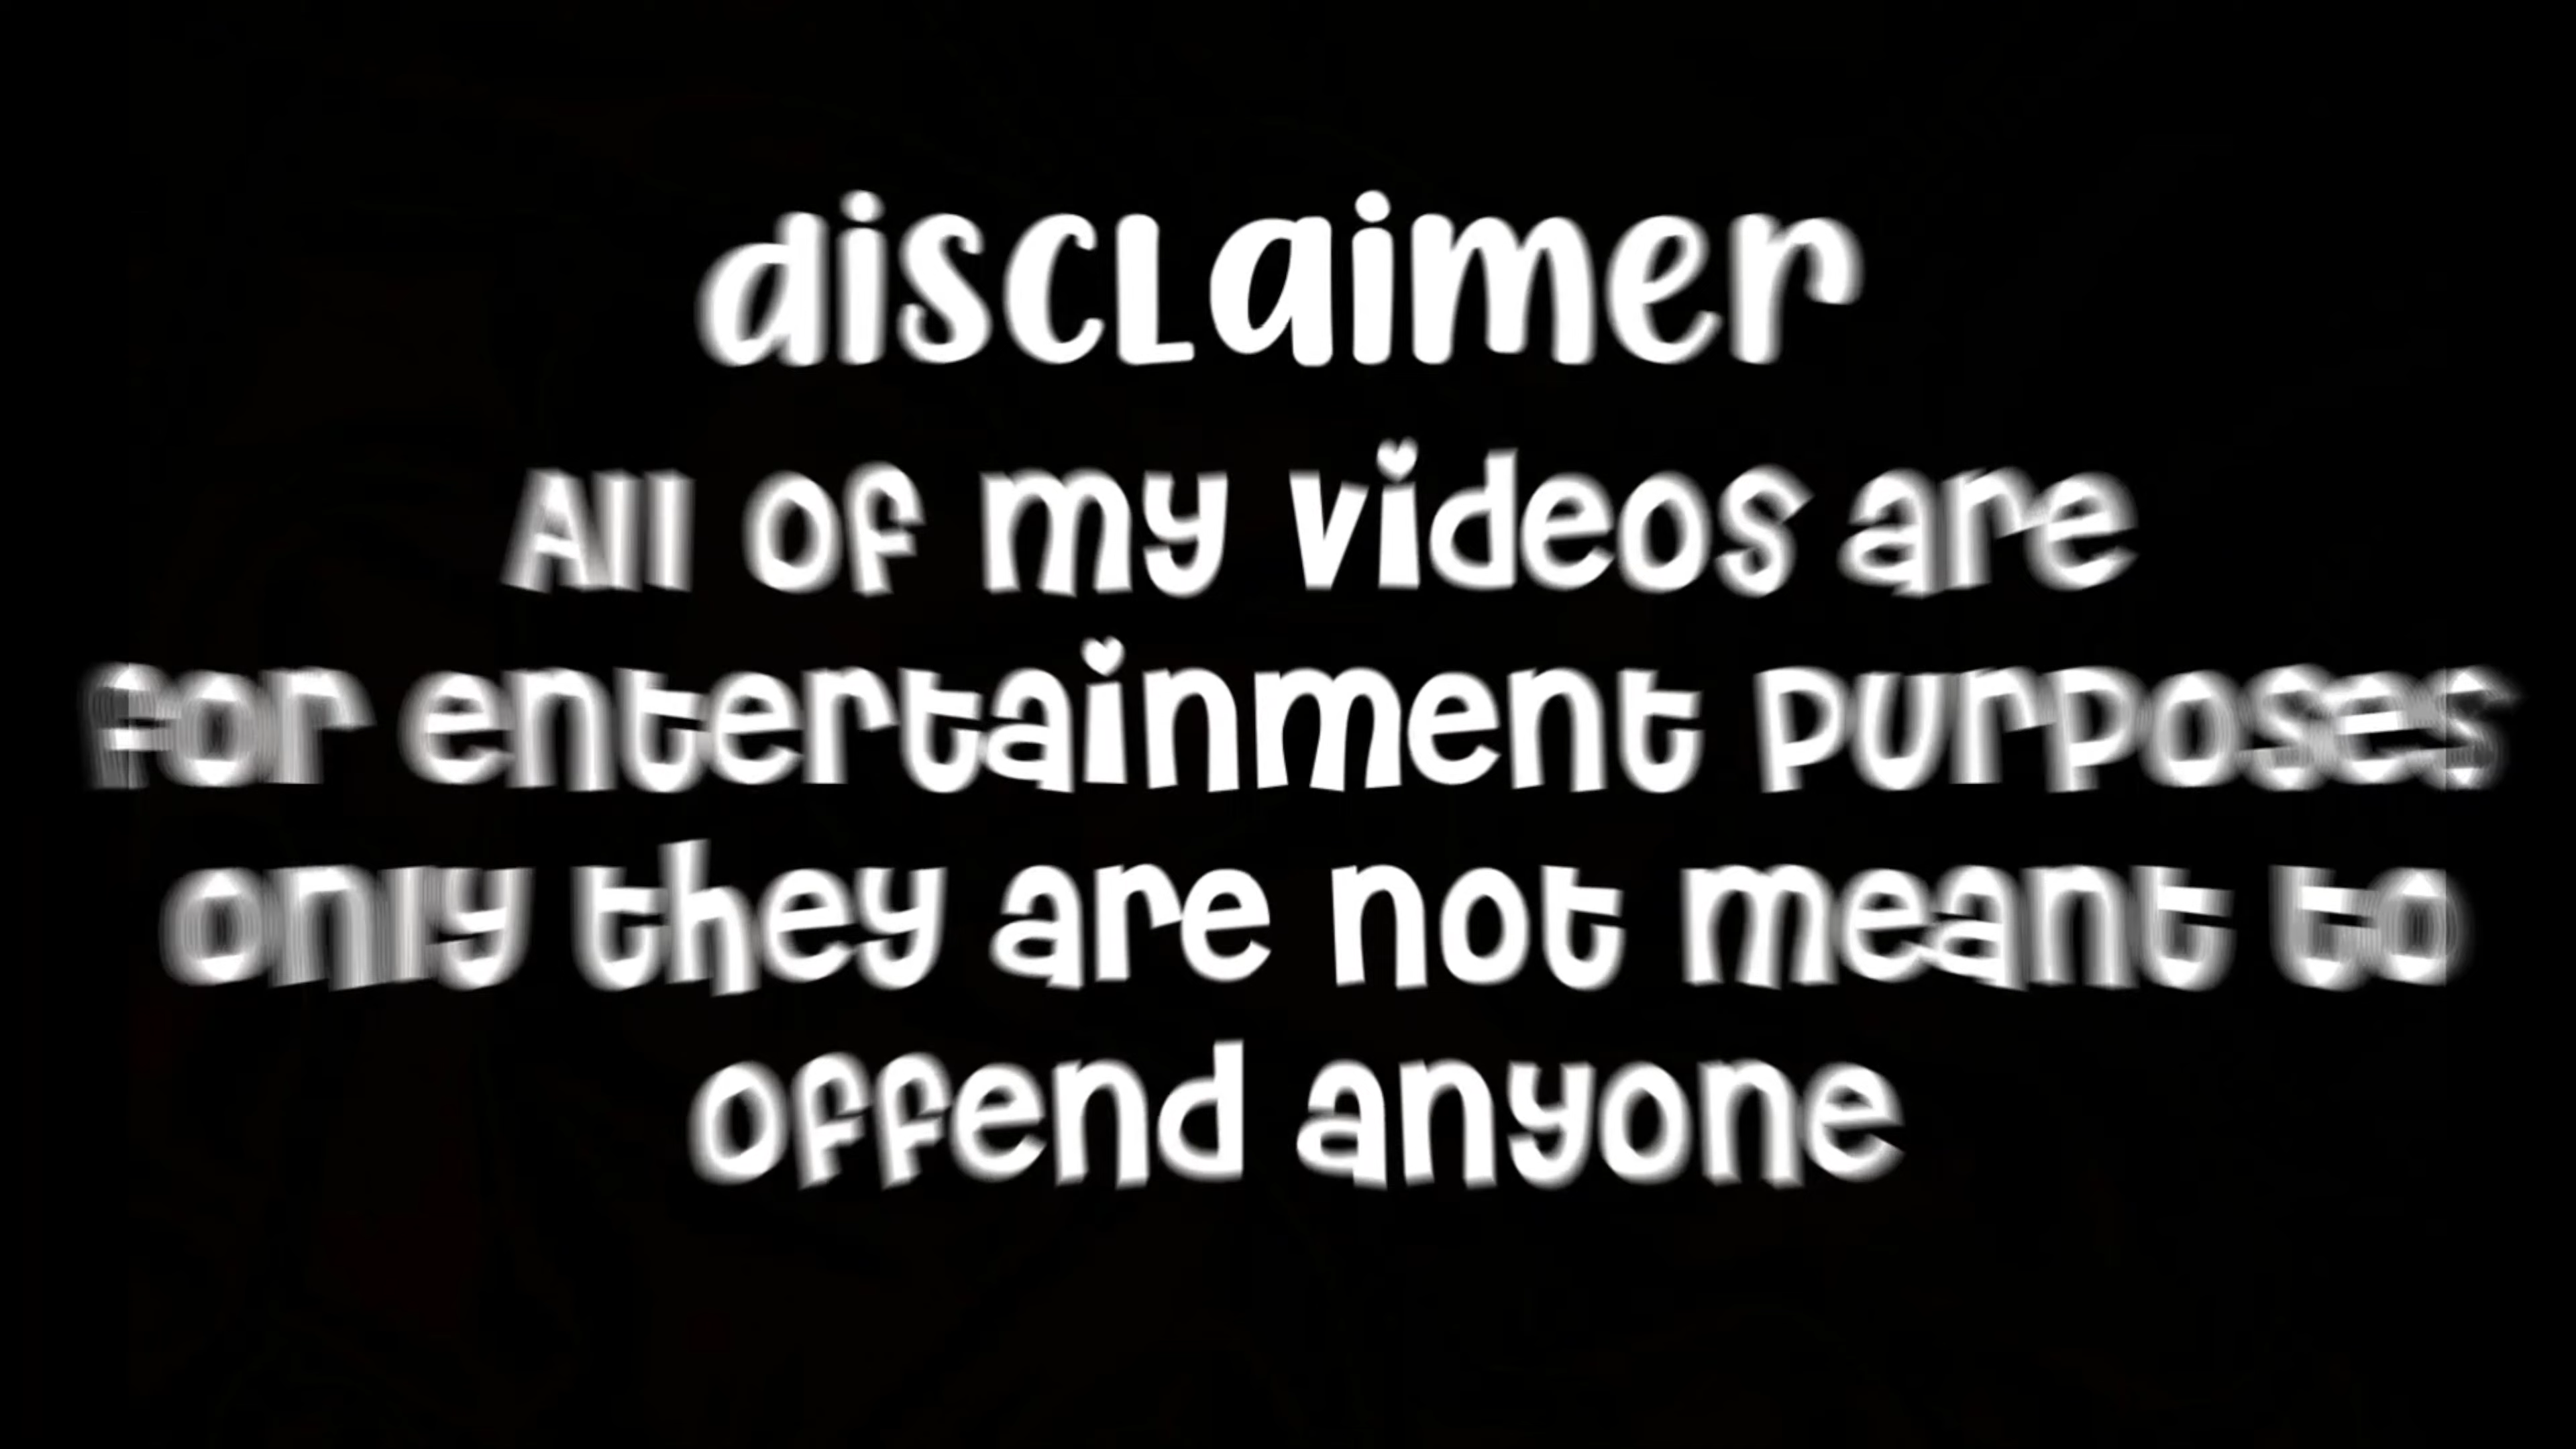 disclaimer
All of my videos are
for entertainment purposes
only they are not meant to
offend anyone